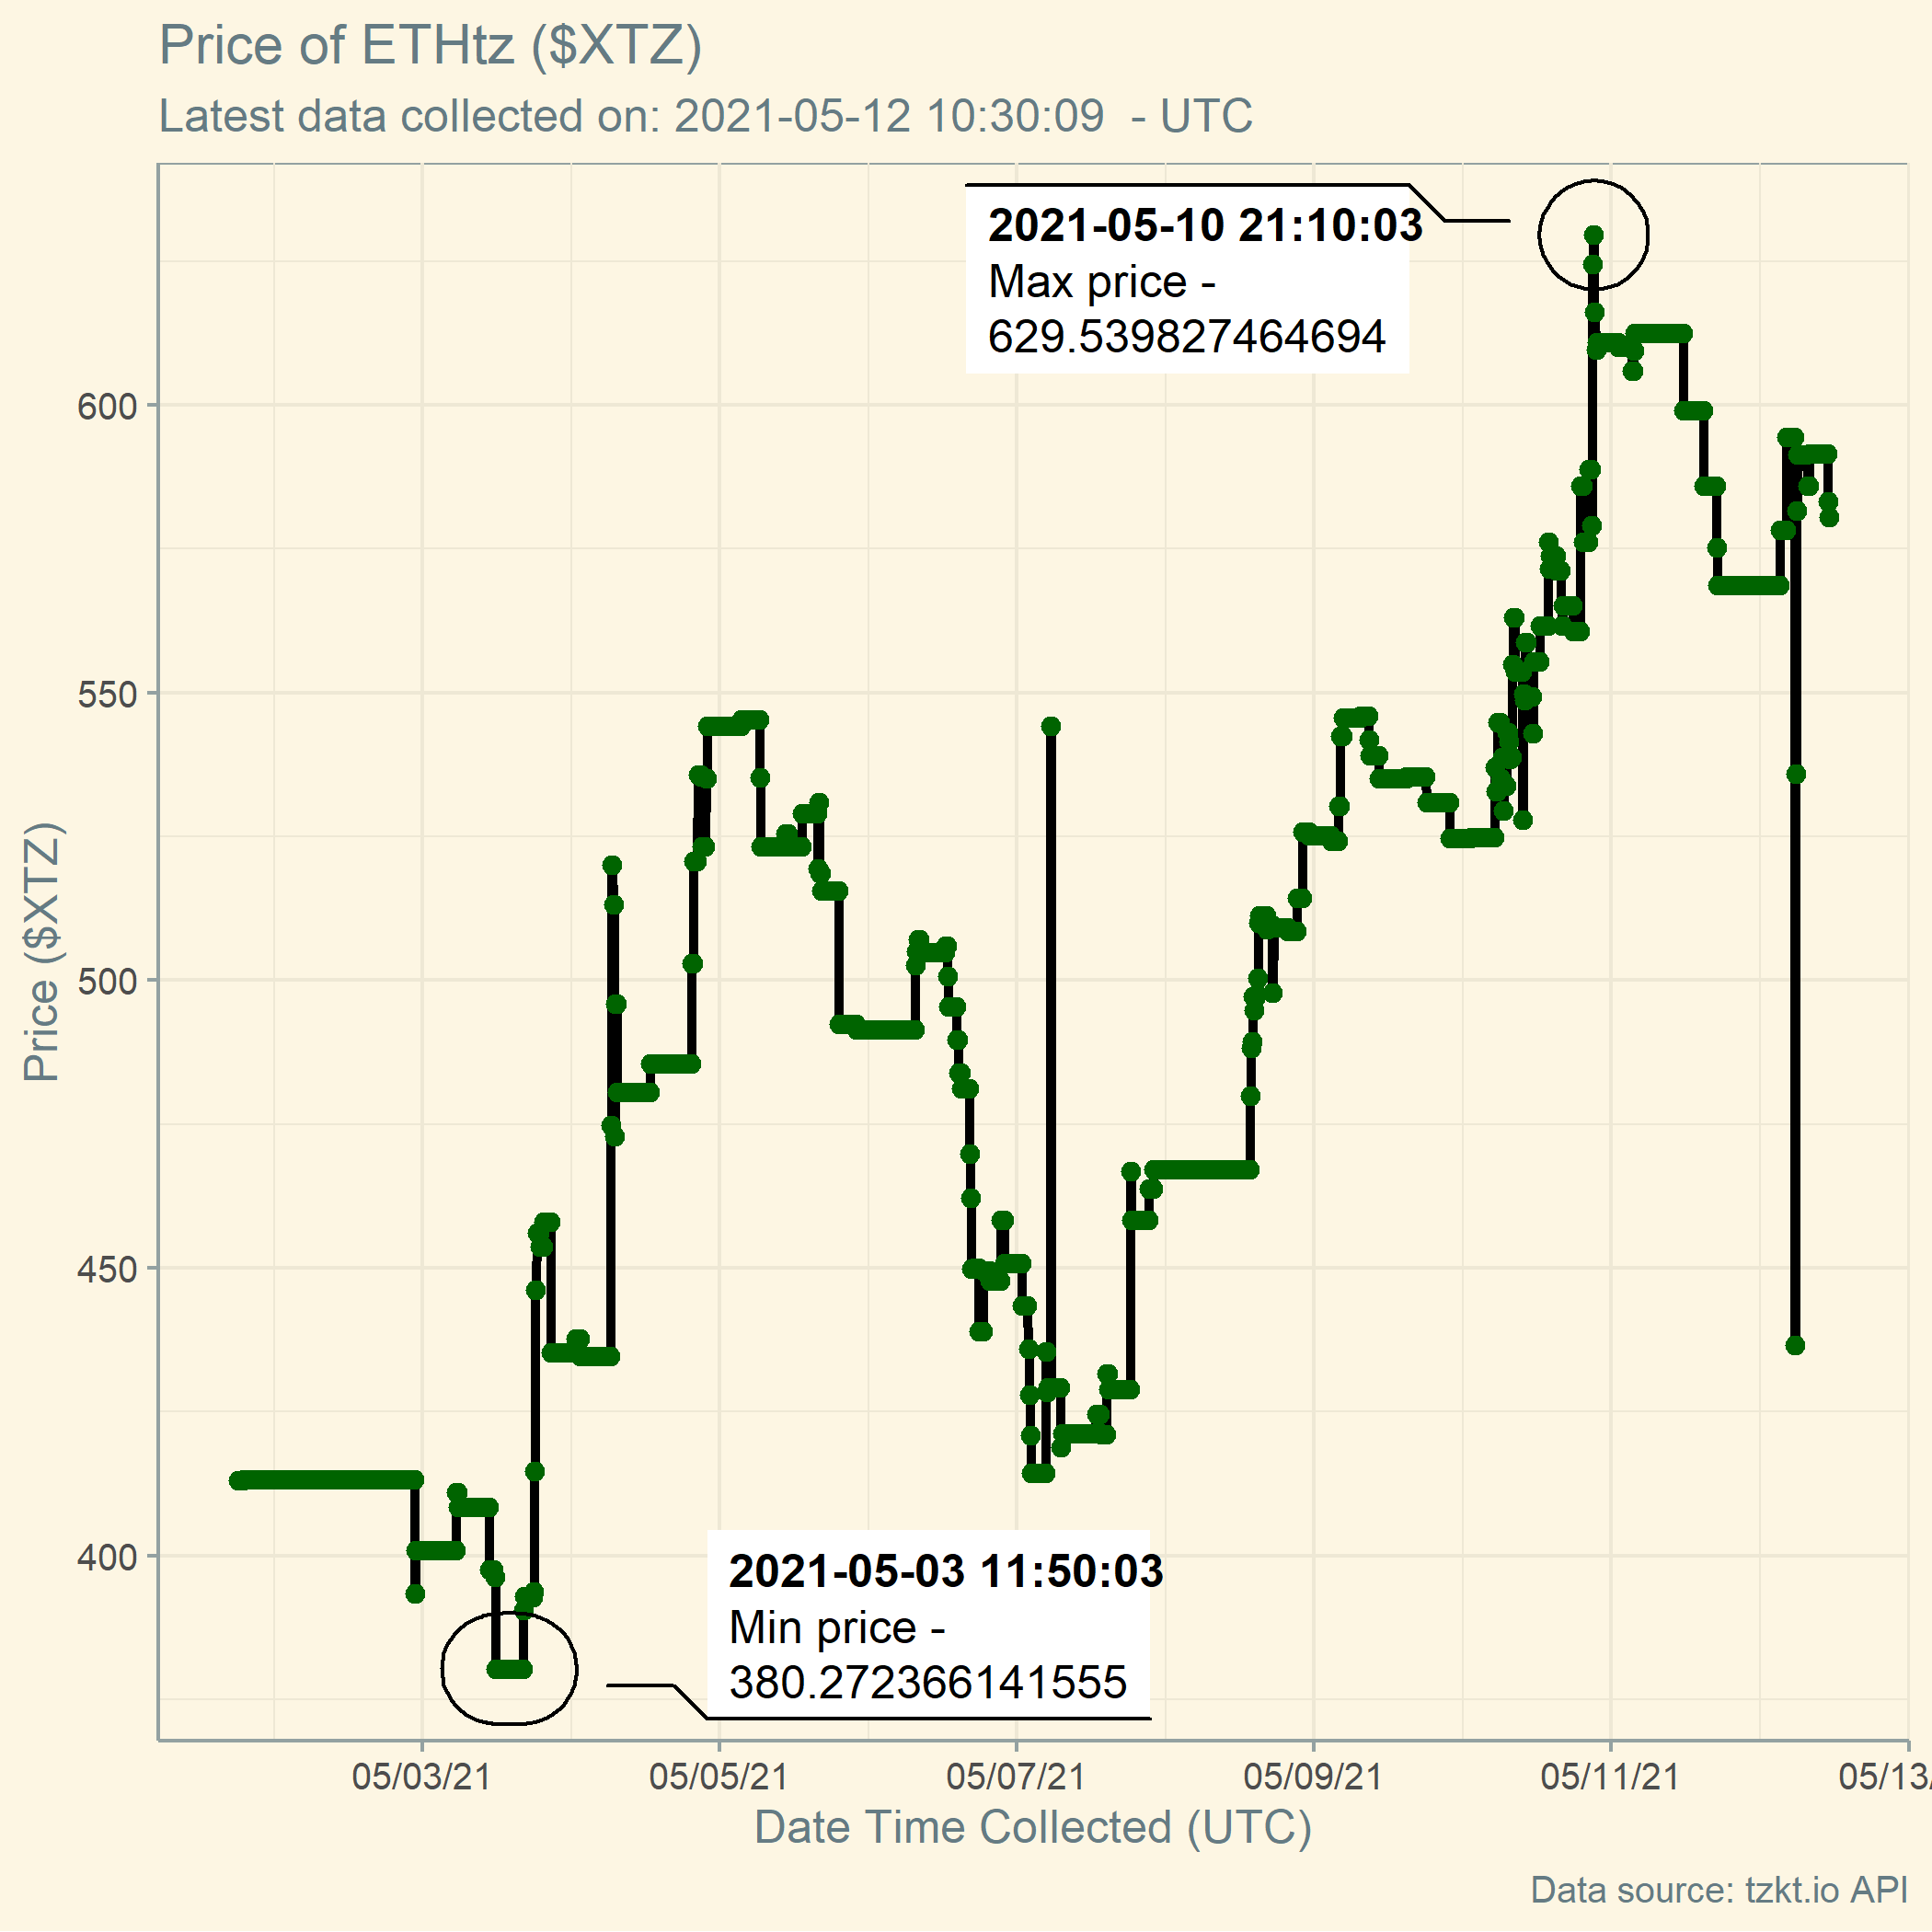 Price of ETHtz ($XTZ)
Latest data collected on: 2021-05-12 10:30:09 - UTC
2021-05-10 21:10:03
Max price -
629.539827464694
600
550
500
450
400
Price ($XTZ)
2021-05-03 11:50:03
Min price -
380.272366141555
05/03/21 05/05/21 05/07/21 05/09/21 05/11/21 05/13/
Date Time Collected (UTC)
Data source: tzkt.io API